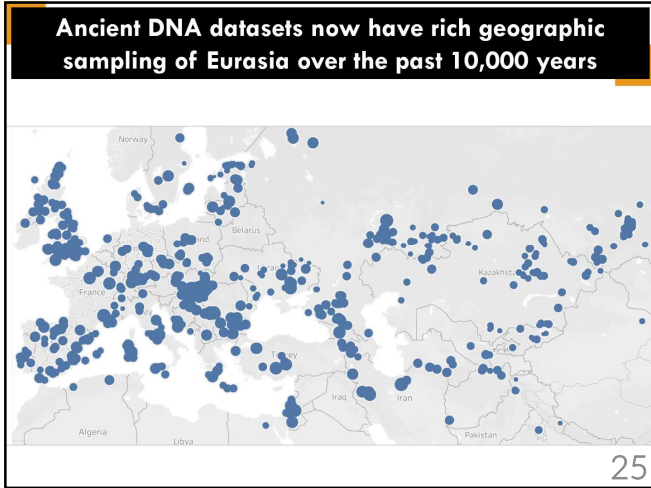 Ancient DNA datasets now have rich geographic
sampling of Eurasia over the past 10,000 years
Norway
Belarus
France
Kazakhsta
Iraq
Iran
Algeria
Libya
Pakistan
25